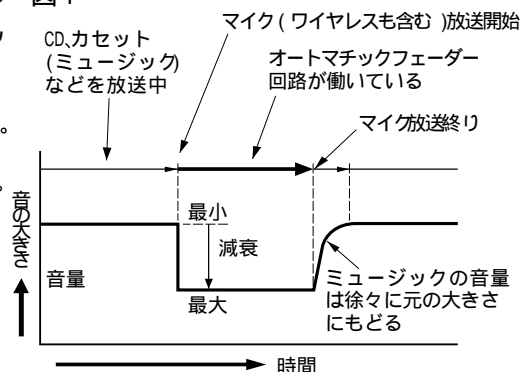 マイク(ワイヤレスも含む)放送開始
CD、カセット
(ミュージック)
などを放送中
オートマチックフェーダー
回路が働いている
マイク放送終り
。
。
音の大きさ
最小
減衰
音量
最大
ミュージックの音量
は徐々に元の大きさ
にもどる
時間